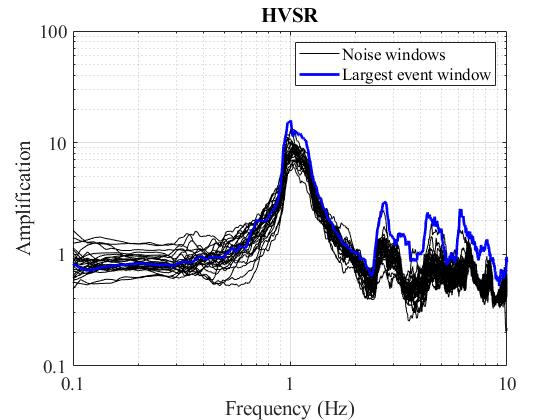 HVSR
100
10
1
0.1
Amplification
Noise windows
Largest event window
0.1
1
10
Frequency (Hz)